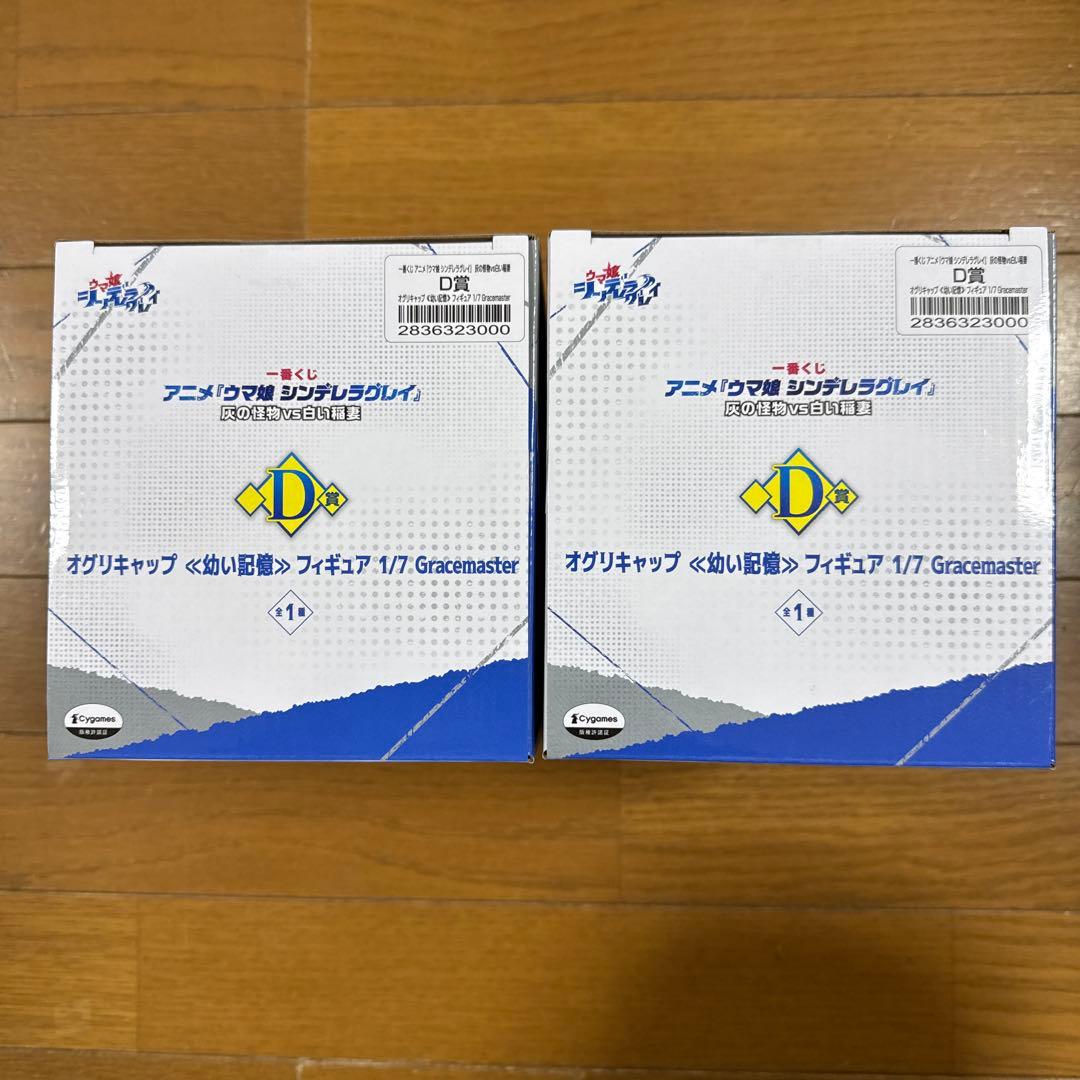 ウマ娘
シンデレラグレイ
一番くじ アニメ『ウマ娘 シンデレラグレイ』 灰の怪物vs白い稲妻
D賞
オグリキャップ ≪幼い記憶≫ フィギュア 1/7 Gracemaster
2836323000
一番くじ
アニメ『ウマ娘 シンデレラグレイ』
灰の怪物vs白い稲妻
D賞
オグリキャップ ≪幼い記憶≫ フィギュア 1/7 Gracemaster
全1種
Cygames
版権許諾証
ウマ娘
シンデレラグレイ
一番くじ アニメ『ウマ娘 シンデレラグレイ』 灰の怪物vs白い稲妻
D賞
オグリキャップ ≪幼い記憶≫ フィギュア 1/7 Gracemaster
2836323000
一番くじ
アニメ『ウマ娘 シンデレラグレイ』
灰の怪物vs白い稲妻
D賞
オグリキャップ ≪幼い記憶≫ フィギュア 1/7 Gracemaster
全1種
Cygames
版権許諾証